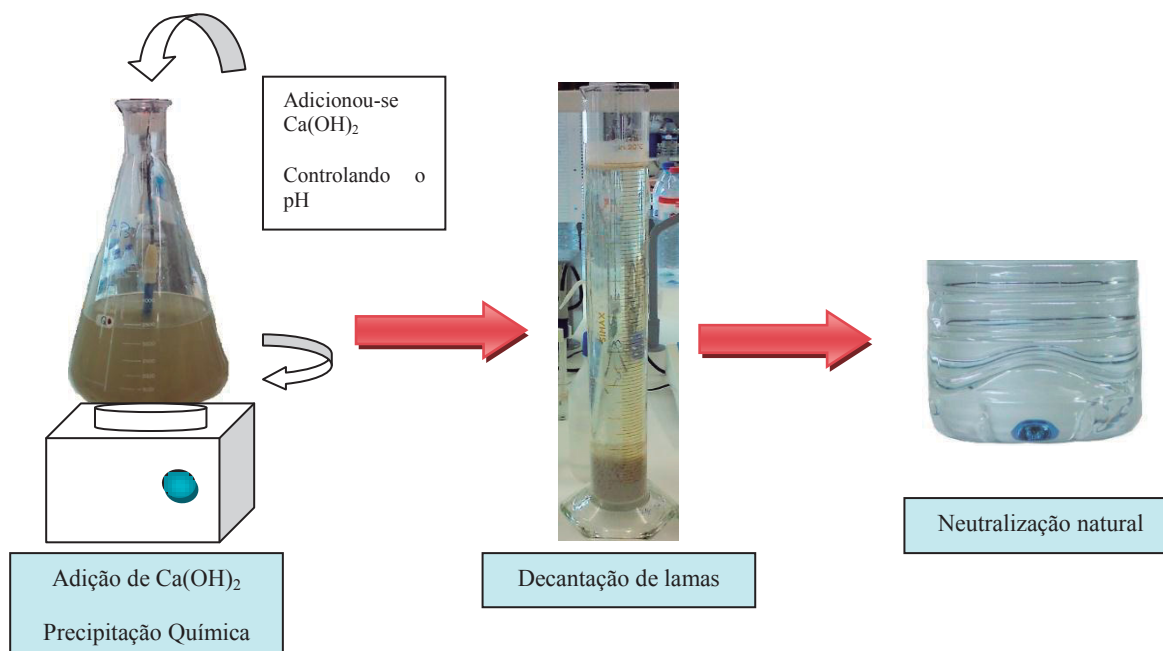 Adicionou-se
Ca(OH)₂
Controlando o
pH
Adição de Ca(OH)₂
Precipitação Química
Decantação de lamas
Neutralização natural